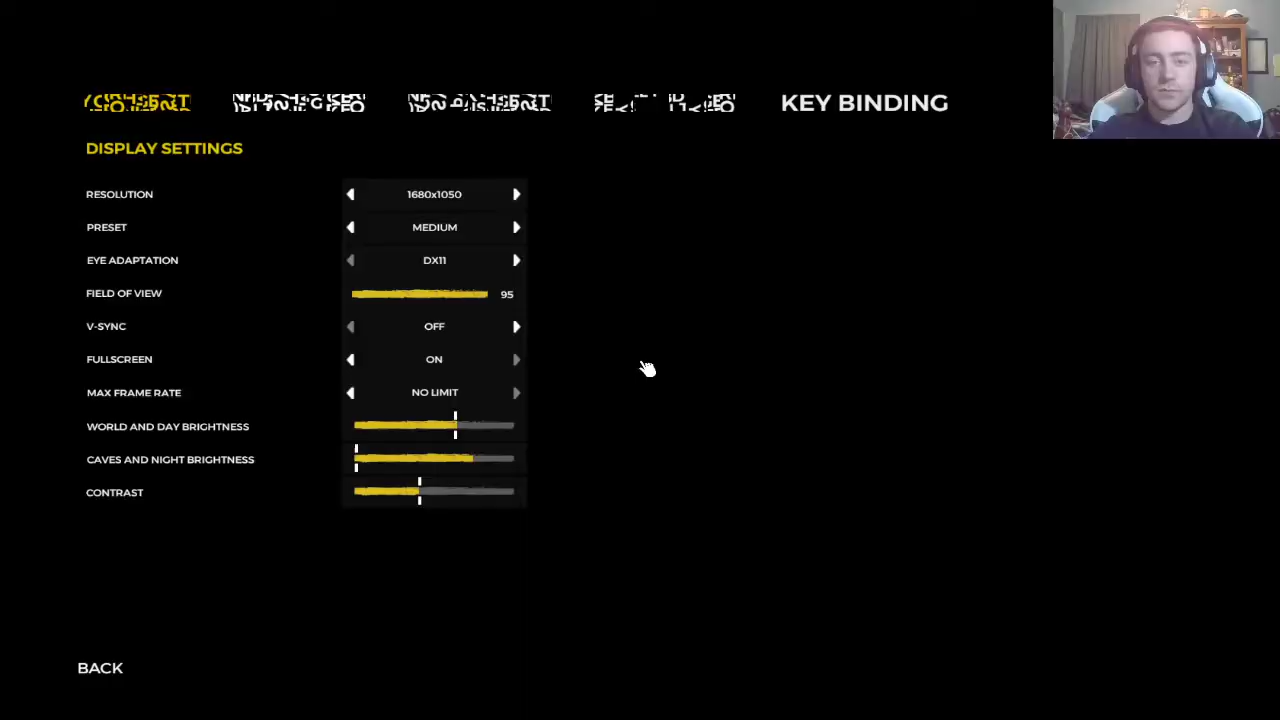 KEY BINDING
DISPLAY SETTINGS
RESOLUTION 1680x1050
PRESET MEDIUM
EYE ADAPTATION DX11
FIELD OF VIEW 95
V-SYNC OFF
FULLSCREEN ON
MAX FRAME RATE NO LIMIT
WORLD AND DAY BRIGHTNESS
CAVES AND NIGHT BRIGHTNESS
CONTRAST
BACK